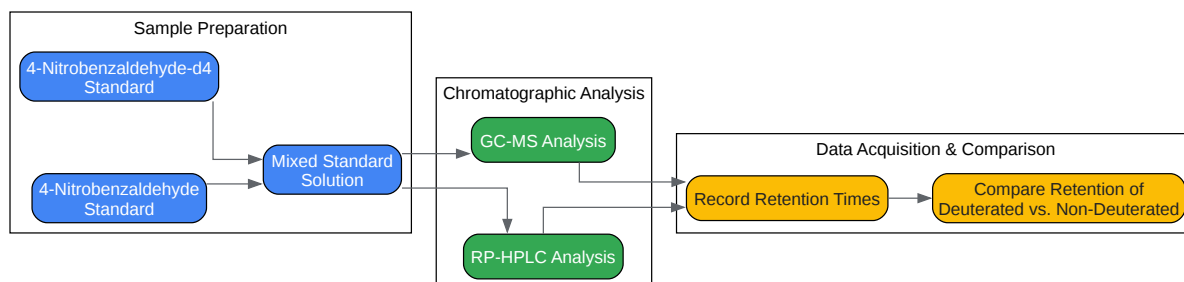 Sample Preparation
4-Nitrobenzaldehyde-d4
Standard
4-Nitrobenzaldehyde
Standard
Mixed Standard
Solution
Chromatographic Analysis
GC-MS Analysis
RP-HPLC Analysis
Data Acquisition & Comparison
Record Retention Times
Compare Retention of
Deuterated vs. Non-Deuterated